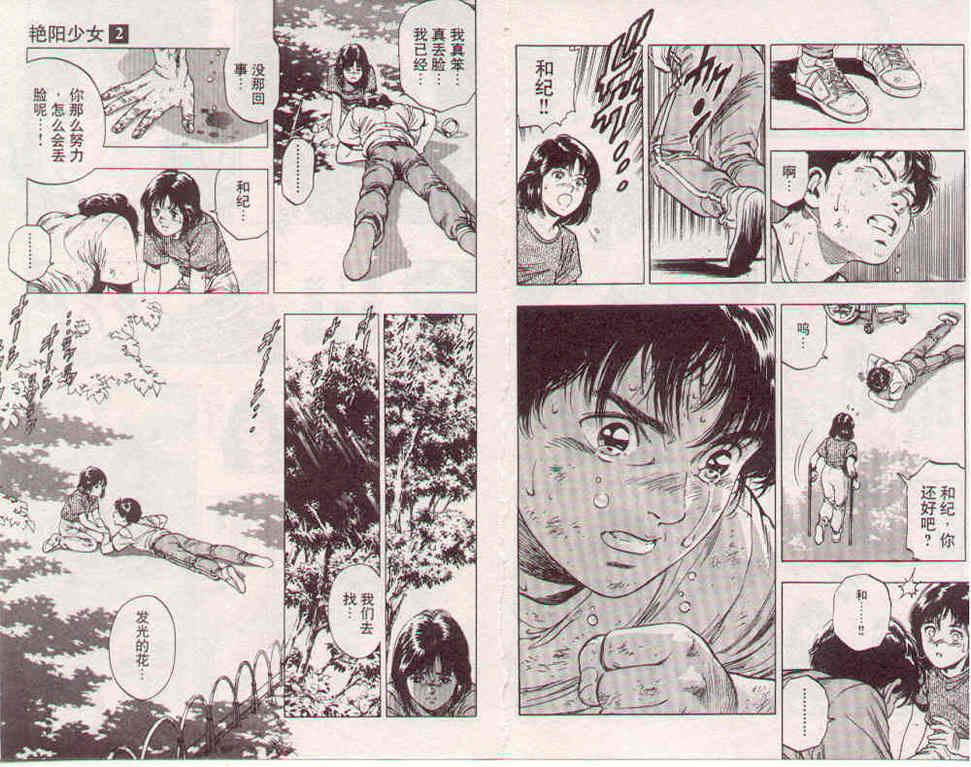 啊…
和纪!!
呜…
和纪，你
还好吧？
和…!!
………
艳阳少女 2
我真笨…
真丢脸…
我已经…
…………
没那回
事…
你那么努力
，怎么会丢
脸呢…！
和纪…
………
我们去
找…
发光的花…